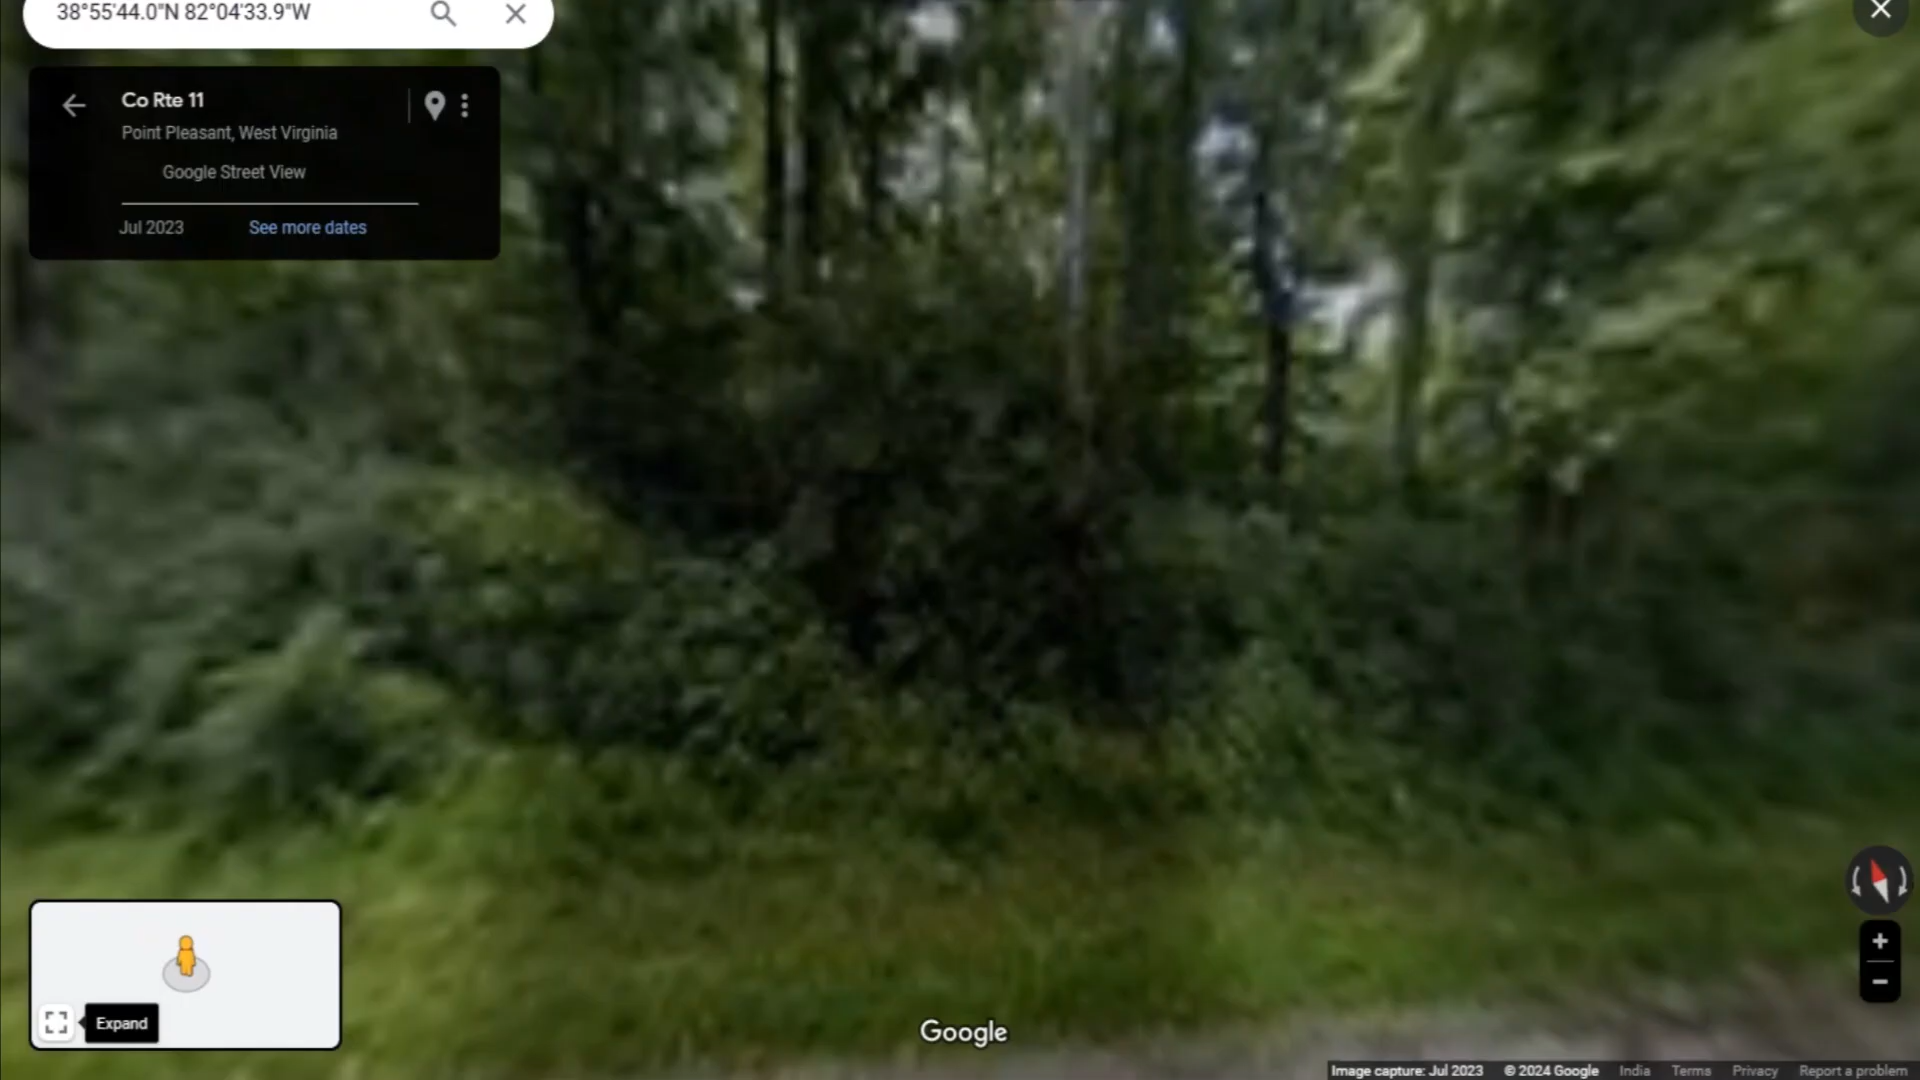 38°55'44.0"N 82°04'33.9"W
Co Rte 11
Point Pleasant, West Virginia
Google Street View
Jul 2023 See more dates
Expand
Google
Image capture: Jul 2023 © 2024 Google India Terms Privacy Report a problem